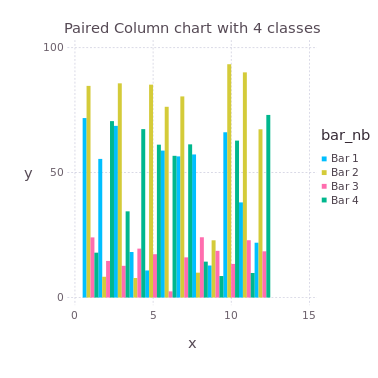 Paired Column chart with 4 classes
100
50
0
y
0 5 10 15
x
bar_nb
Bar 1
Bar 2
Bar 3
Bar 4